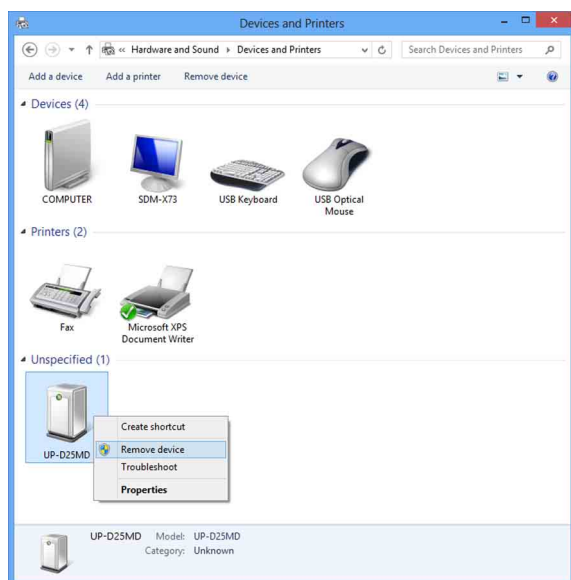 Devices and Printers
« Hardware and Sound Devices and Printers
Search Devices and Printers
Add a device Add a printer Remove device
Devices (4)
COMPUTER
SDM-X73
USB Keyboard
USB Optical
Mouse
Printers (2)
Fax
Microsoft XPS
Document Writer
Unspecified (1)
UP-D25MD
Create shortcut
Remove device
Troubleshoot
Properties
UP-D25MD Model: UP-D25MD
Category: Unknown